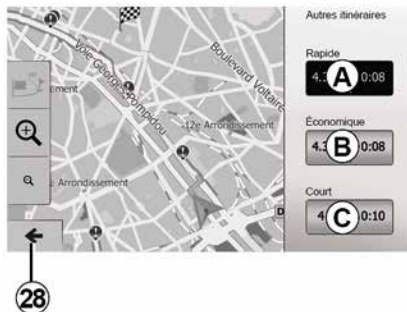 Autres itinéraires
Rapide
4.3 A 0:08
Économique
4.3 B 0:08
Court
4 C 0:10
Voie Georges Pompidou
Boulevard Voltaire
12e Arrondissement
Arrondissement
D
28